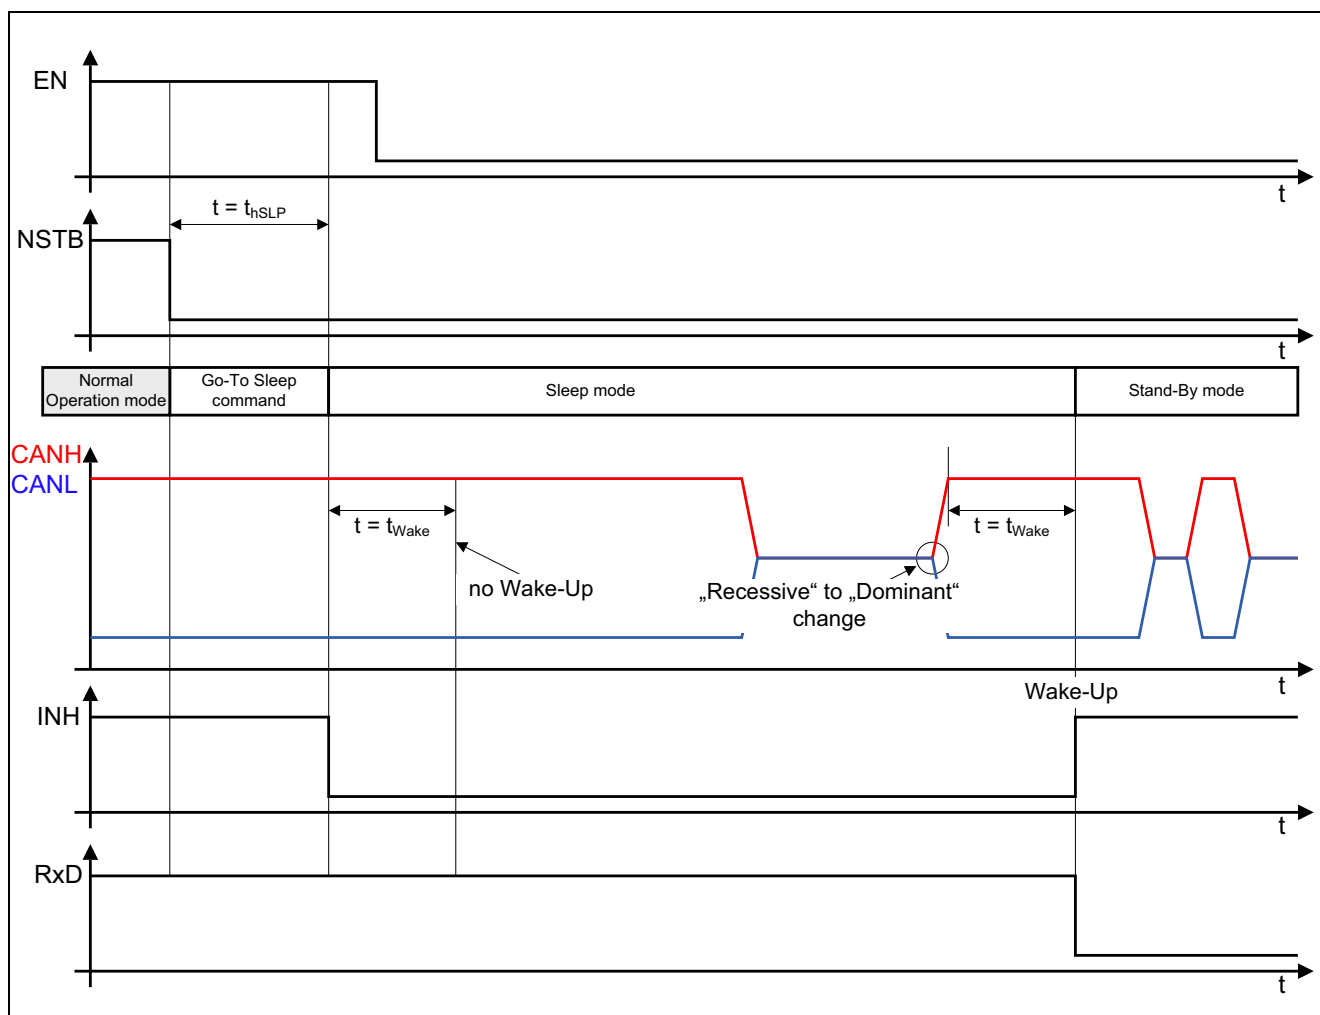 EN
t
t = thSLP
NSTB
t
Normal
Operation mode
Go-To Sleep
command
Sleep mode
Stand-By mode
CANH
CANL
t = tWake
t = tWake
no Wake-Up
„Recessive“ to „Dominant“
change
t
Wake-Up
INH
t
RxD
t